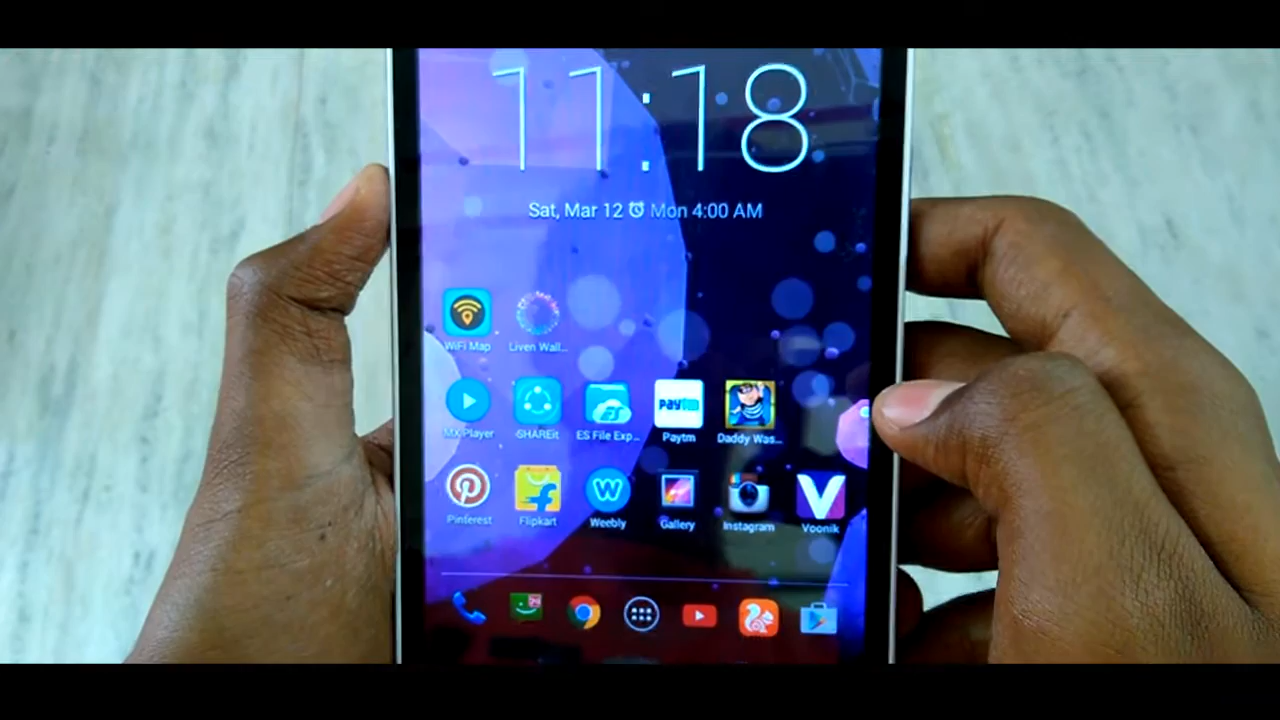 11:18
Sat, Mar 12 Mon 4:00 AM
WiFi Map Liven Wall...
MX Player SHAREit ES File Exp... Paytm Daddy Was...
Pinterest Flipkart Weebly Gallery Instagram Voonik